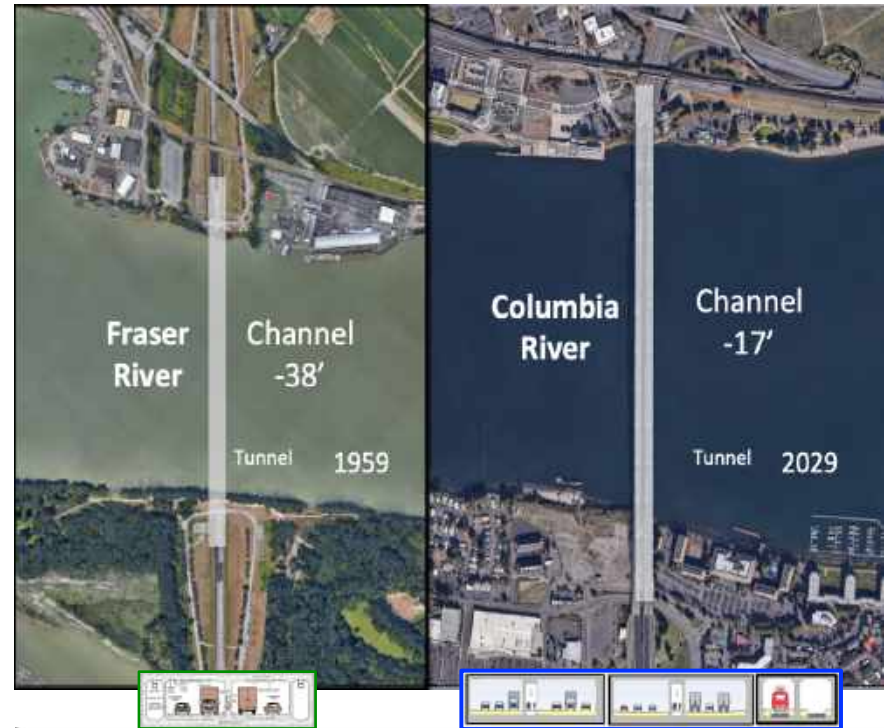 Fraser
River
Channel
-38'
Tunnel 1959
Columbia
River
Channel
-17'
Tunnel 2029